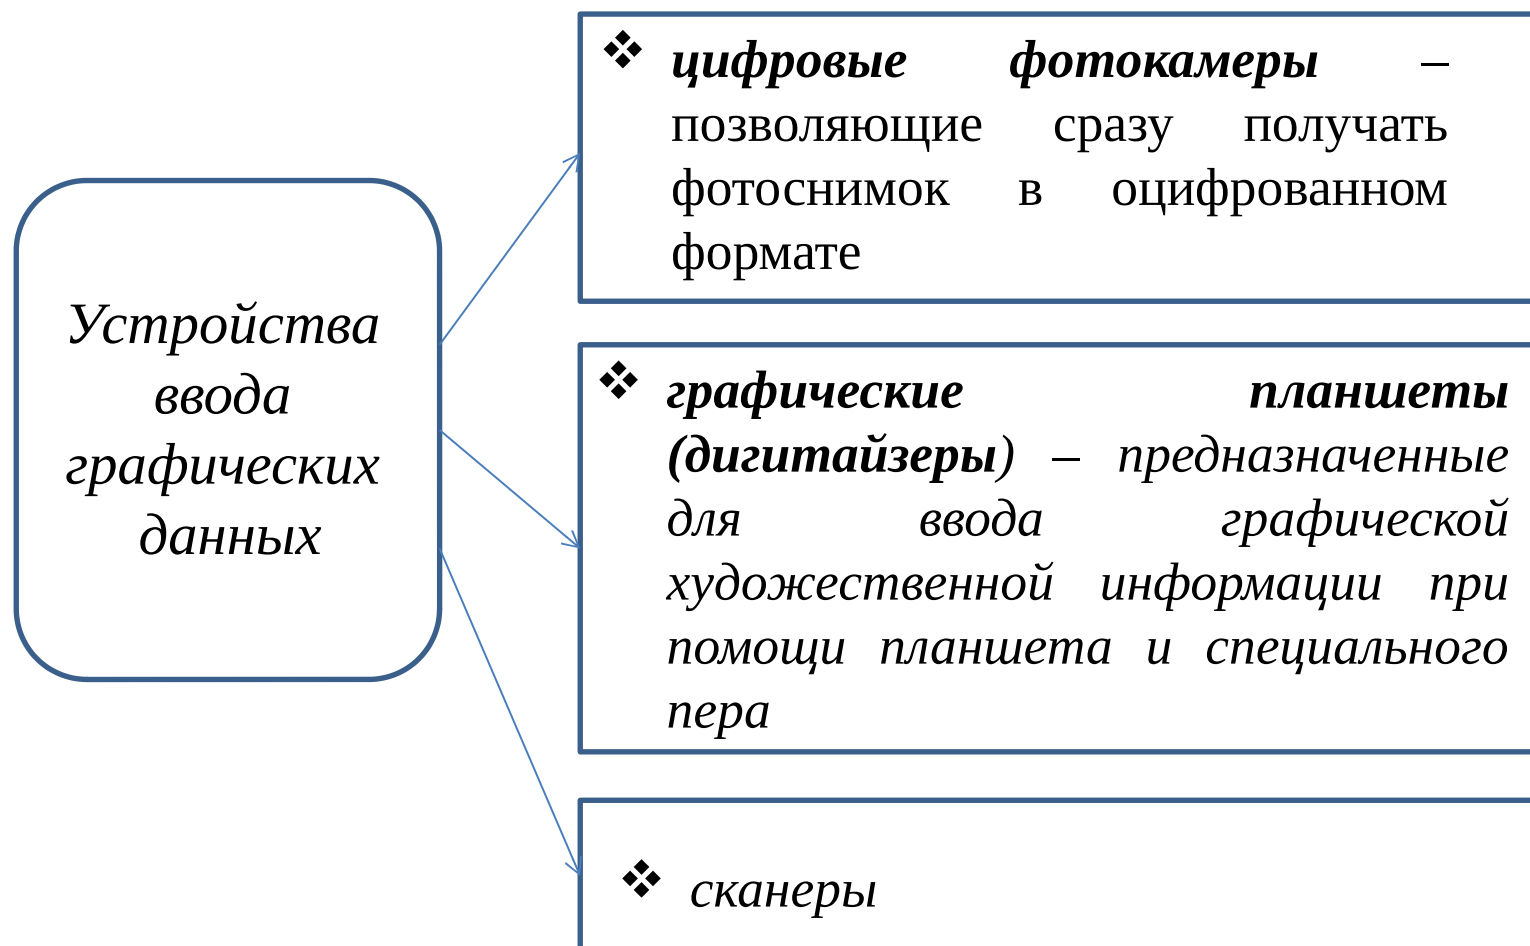 Устройства
ввода
графических
данных
❖ цифровые фотокамеры –
позволяющие сразу получать
фотоснимок в оцифрованном
формате
❖ графические планшеты
(дигитайзеры) – предназначенные
для ввода графической
художественной информации при
помощи планшета и специального
пера
❖ сканеры